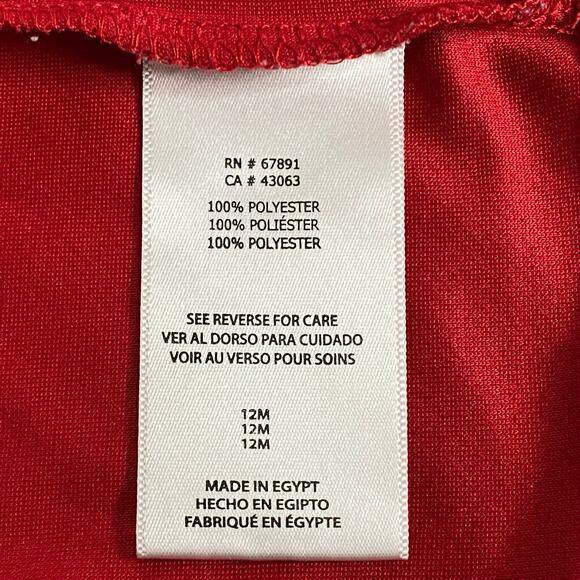 RN # 67891
CA # 43063
100% POLYESTER
100% POLIÉSTER
100% POLYESTER
SEE REVERSE FOR CARE
VER AL DORSO PARA CUIDADO
VOIR AU VERSO POUR SOINS
12M
12M
12M
MADE IN EGYPT
HECHO EN EGIPTO
FABRIQUÉ EN ÉGYPTE